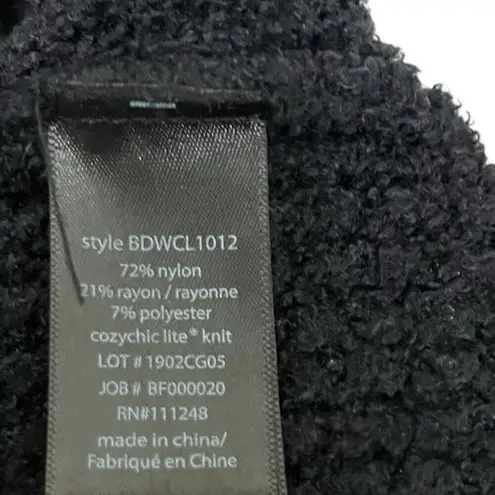 style BDWCL1012
72% nylon
21% rayon / rayonne
7% polyester
cozychic lite® knit
LOT # 1902CG05
JOB # BF000020
RN#111248
made in china/
Fabriqué en Chine